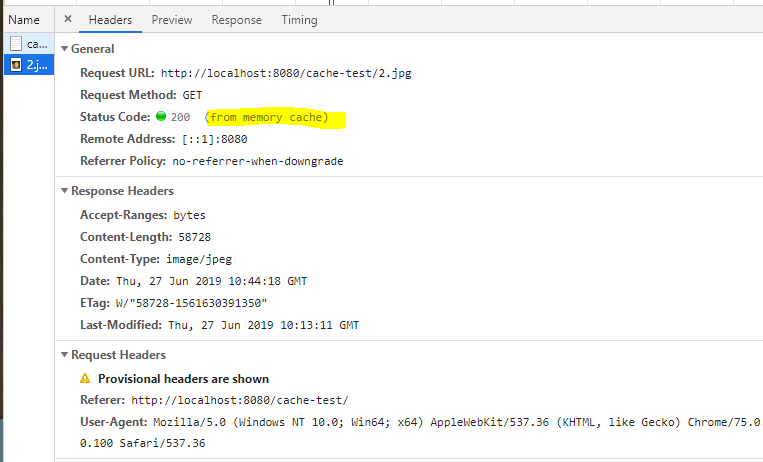 Name × Headers Preview Response Timing
ca...
2.j...
General
Request URL: http://localhost:8080/cache-test/2.jpg
Request Method: GET
Status Code: 200 (from memory cache)
Remote Address: [::1]:8080
Referrer Policy: no-referrer-when-downgrade
Response Headers
Accept-Ranges: bytes
Content-Length: 58728
Content-Type: image/jpeg
Date: Thu, 27 Jun 2019 10:44:18 GMT
ETag: W/"58728-1561630391350"
Last-Modified: Thu, 27 Jun 2019 10:13:11 GMT
Request Headers
Provisional headers are shown
Referer: http://localhost:8080/cache-test/
User-Agent: Mozilla/5.0 (Windows NT 10.0; Win64; x64) AppleWebKit/537.36 (KHTML, like Gecko) Chrome/75.0.
0.100 Safari/537.36